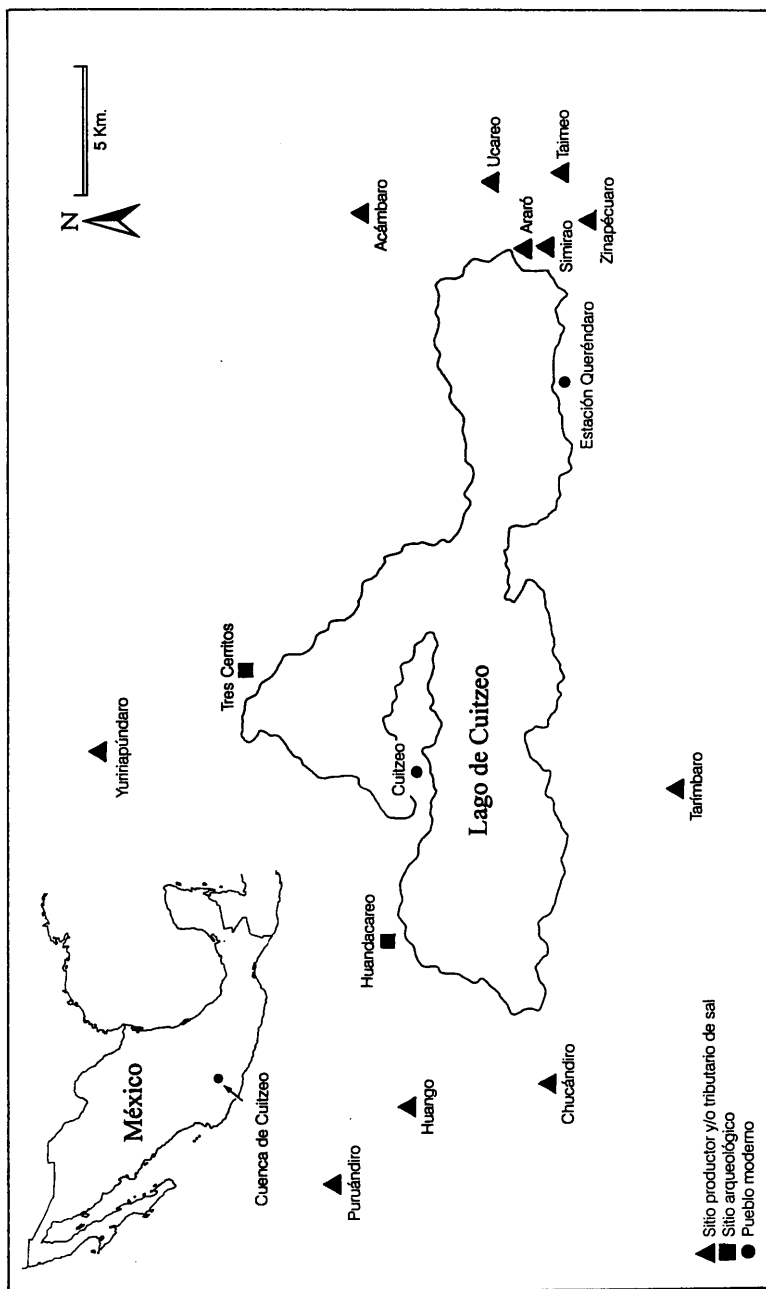 México
Cuenca de Cuitzeo
N
5 Km.
Yuririapúndaro
Tres Cerritos
Acámbaro
Puruándiro
Huandacareo
Huango
Cuitzeo
Ucareo
Araró
Simirao
Taimeo
Zinapécuaro
Lago de Cuitzeo
Estación Queréndaro
Chucándiro
Tarímbaro
Sitio productor y/o tributario de sal
Sitio arqueológico
Pueblo moderno